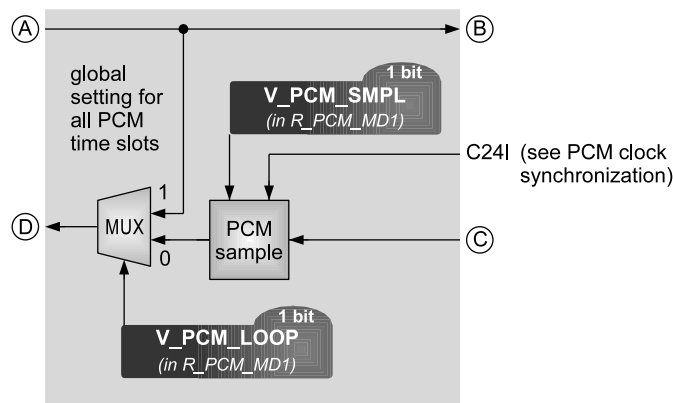 A
B
global
setting for
all PCM
time slots
1 bit
V_PCM_SMPL
(in R_PCM_MD1)
C24I (see PCM clock
synchronization)
1
D
MUX
0
PCM
sample
C
1 bit
V_PCM_LOOP
(in R_PCM_MD1)